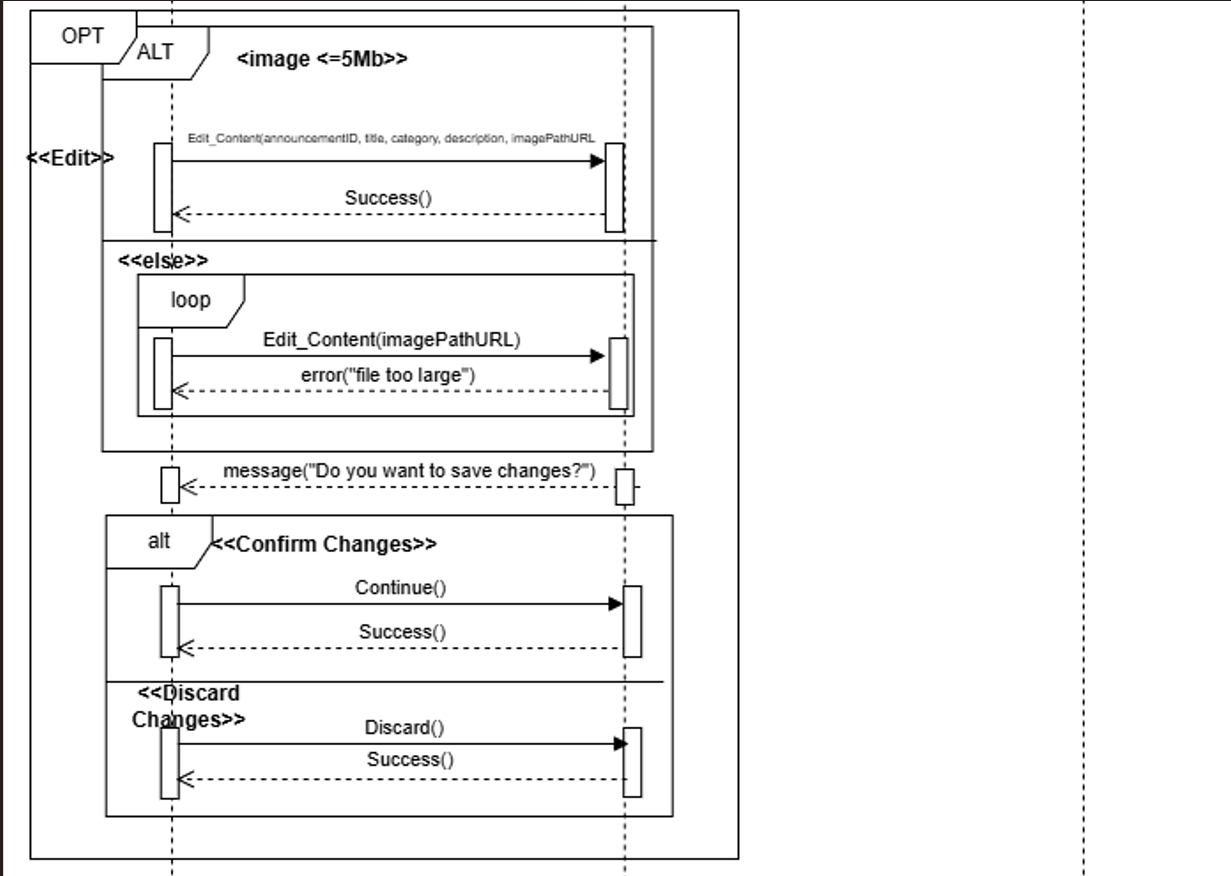 OPT
ALT
<image <=5Mb>>
Edit_Content(announcementID, title, category, description, imagePathURL
<<Edit>>
Success()
<<else>>
loop
Edit_Content(imagePathURL)
error("file too large")
message("Do you want to save changes?")
alt
<<Confirm Changes>>
Continue()
Success()
<<Discard
Changes>>
Discard()
Success()